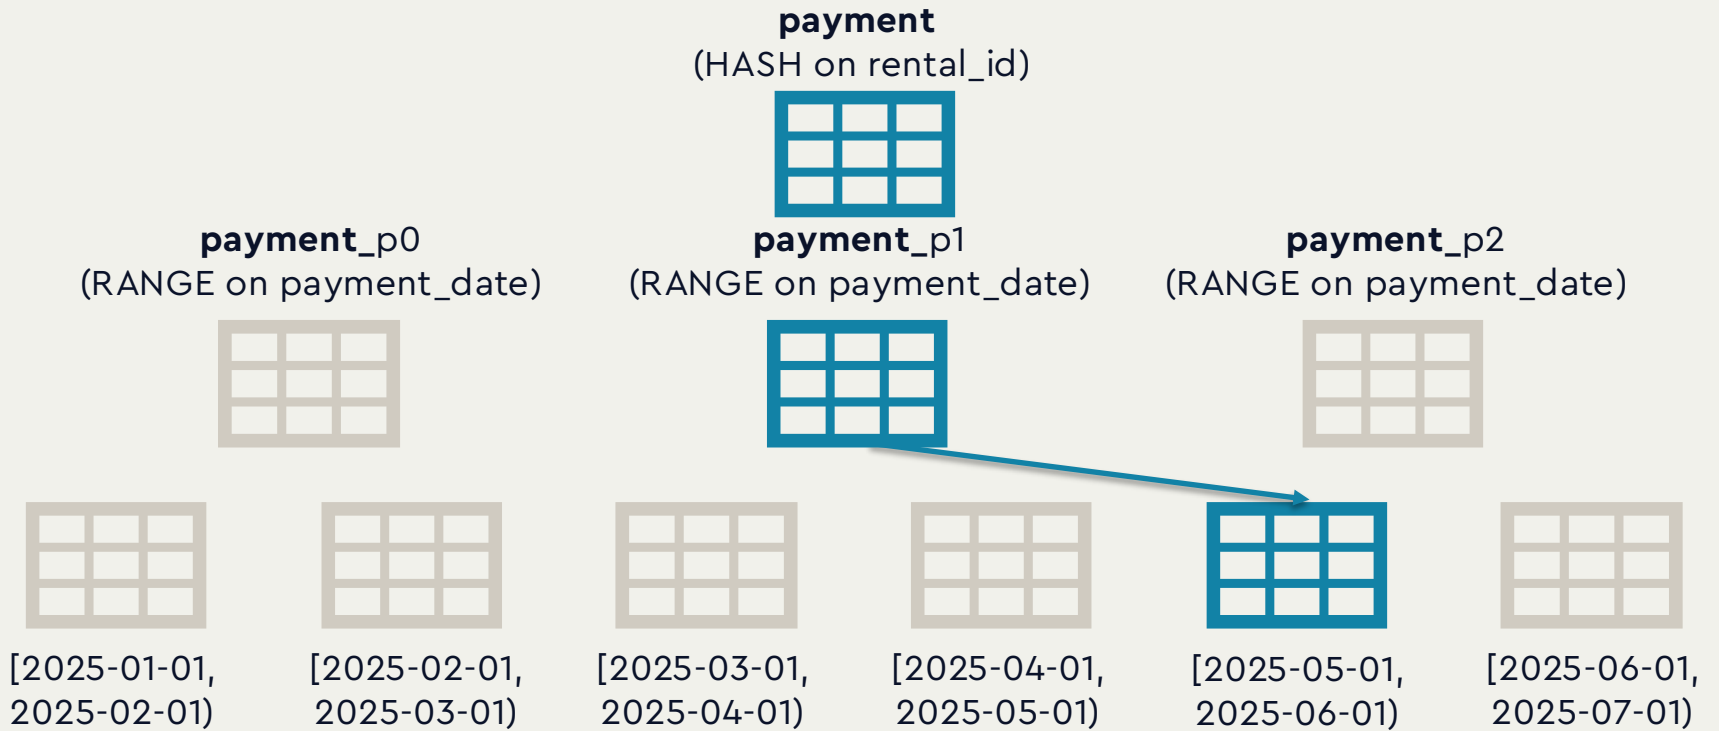 payment
(HASH on rental_id)
payment_p0
(RANGE on payment_date)
payment_p1
(RANGE on payment_date)
payment_p2
(RANGE on payment_date)
[2025-01-01,
2025-02-01)
[2025-02-01,
2025-03-01)
[2025-03-01,
2025-04-01)
[2025-04-01,
2025-05-01)
[2025-05-01,
2025-06-01)
[2025-06-01,
2025-07-01)